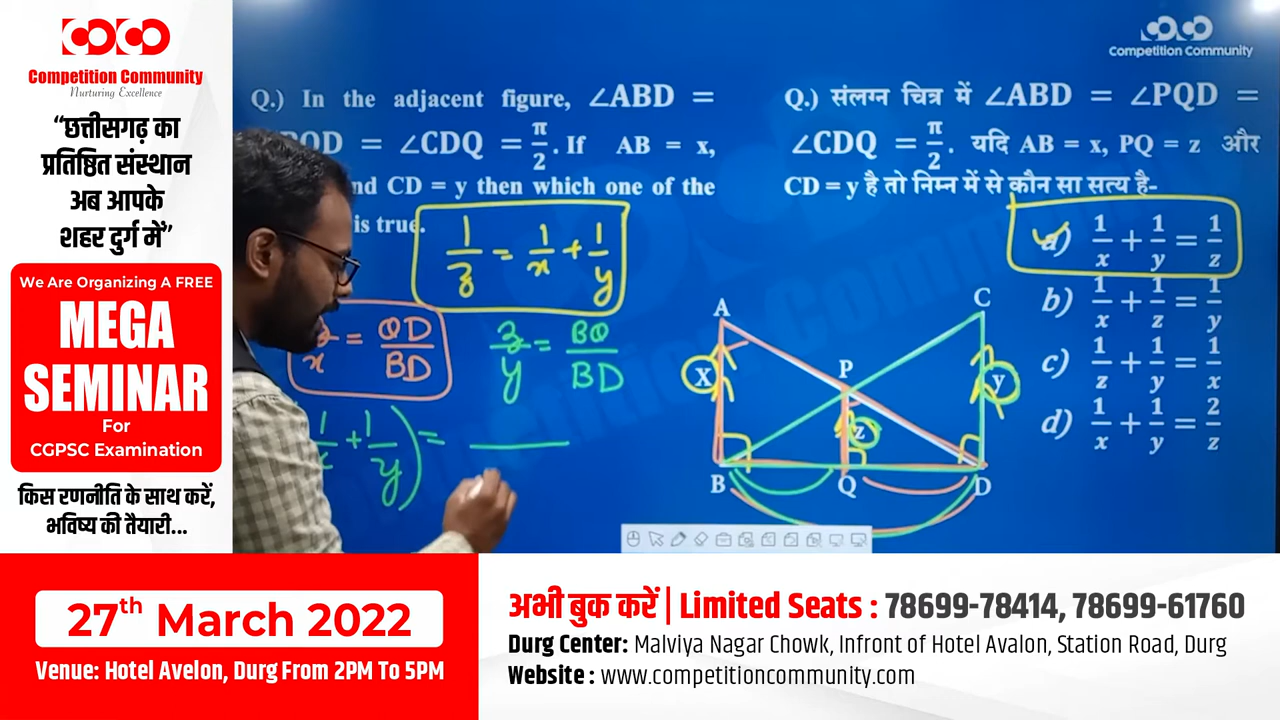 COCO
Competition Community
Nurturing Excellence
“छत्तीसगढ़ का
प्रतिष्ठित संस्थान
अब आपके
शहर दुर्ग में”
We Are Organizing A FREE
MEGA
SEMINAR
For
CGPSC Examination
किस रणनीति के साथ करें,
भविष्य की तैयारी...
Competition Community
Q.) In the adjacent figure, ∠ABD =
PQD = ∠CDQ = π/2. If AB = x,
nd CD = y then which one of the
is true.
1/z = 1/x + 1/y
z/x = QD/BD
z/y = BQ/BD
1/x + 1/y) =
Q.) संलग्न चित्र में ∠ABD = ∠PQD =
∠CDQ = π/2. यदि AB = x, PQ = z और
CD = y है तो निम्न में से कौन सा सत्य है-
a) 1/x + 1/y = 1/z
b) 1/x + 1/z = 1/y
c) 1/z + 1/y = 1/x
d) 1/x + 1/y = 2/z
A
C
P
x
y
z
B
Q
D
27th March 2022
Venue: Hotel Avelon, Durg From 2PM To 5PM
अभी बुक करें | Limited Seats : 78699-78414, 78699-61760
Durg Center: Malviya Nagar Chowk, Infront of Hotel Avalon, Station Road, Durg
Website : www.competitioncommunity.com